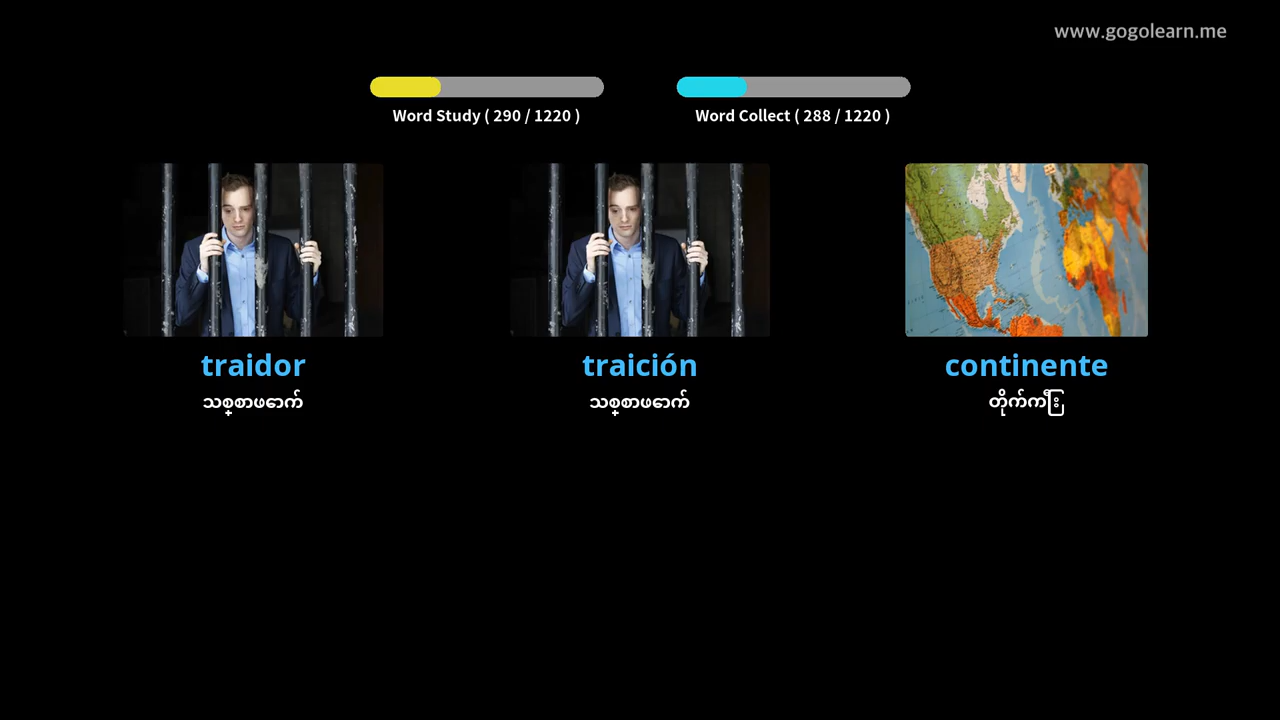 www.gogolearn.me
Word Study ( 290 / 1220 )
Word Collect ( 288 / 1220 )
traidor
သစ္စာဖောက်
traición
သစ္စာဖောက်
continente
တိုက်ကြီး